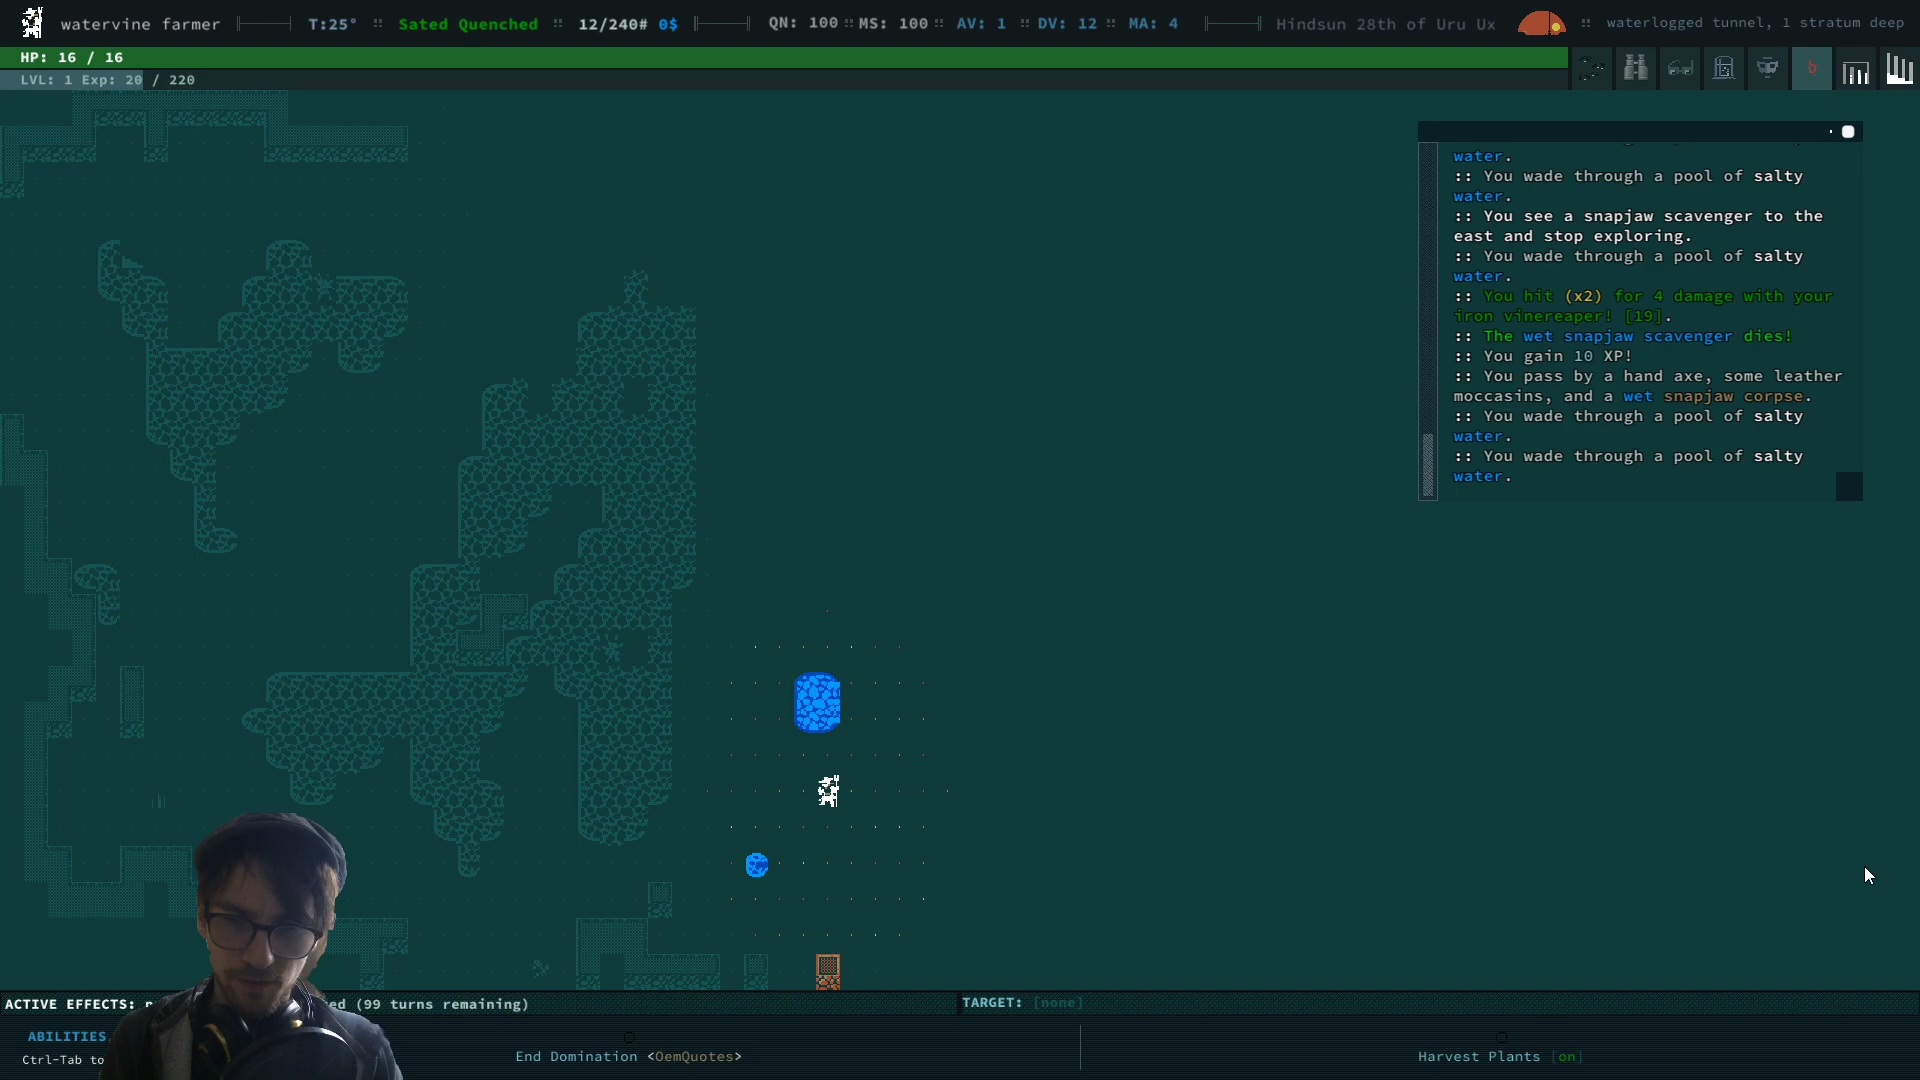 watervine farmer T:25° :: Sated Quenched :: 12/240# 0$ QN: 100 :: MS: 100 :: AV: 1 :: DV: 12 :: MA: 4 Hindsun 28th of Uru Ux :: waterlogged tunnel, 1 stratum deep
HP: 16 / 16
LVL: 1 Exp: 20 / 220
water.
:: You wade through a pool of salty
water.
:: You see a snapjaw scavenger to the
east and stop exploring.
:: You wade through a pool of salty
water.
:: You hit (x2) for 4 damage with your
iron vinereaper! [19].
:: The wet snapjaw scavenger dies!
:: You gain 10 XP!
:: You pass by a hand axe, some leather
moccasins, and a wet snapjaw corpse.
:: You wade through a pool of salty
water.
:: You wade through a pool of salty
water.
ACTIVE EFFECTS: (99 turns remaining) TARGET: [none]
ABILITIES
Ctrl-Tab to End Domination <OemQuotes> Harvest Plants [on]